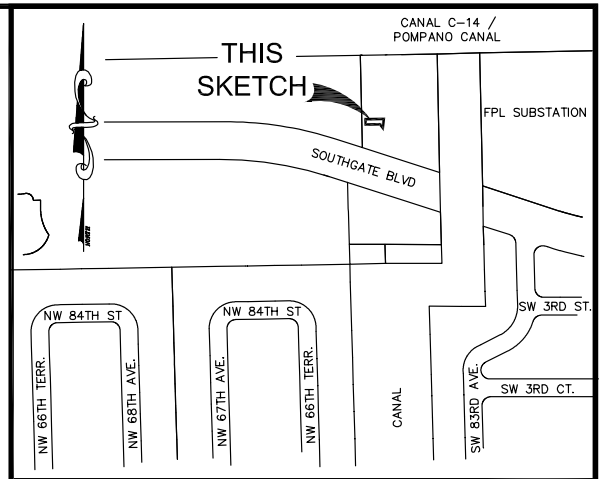 CANAL C-14 /
POMPANO CANAL
THIS
SKETCH
FPL SUBSTATION
SOUTHGATE BLVD
NORTH
NW 84TH ST
NW 84TH ST
SW 3RD ST.
NW 66TH TERR.
NW 68TH AVE.
NW 67TH AVE.
NW 66TH TERR.
CANAL
SW 83RD AVE.
SW 3RD CT.